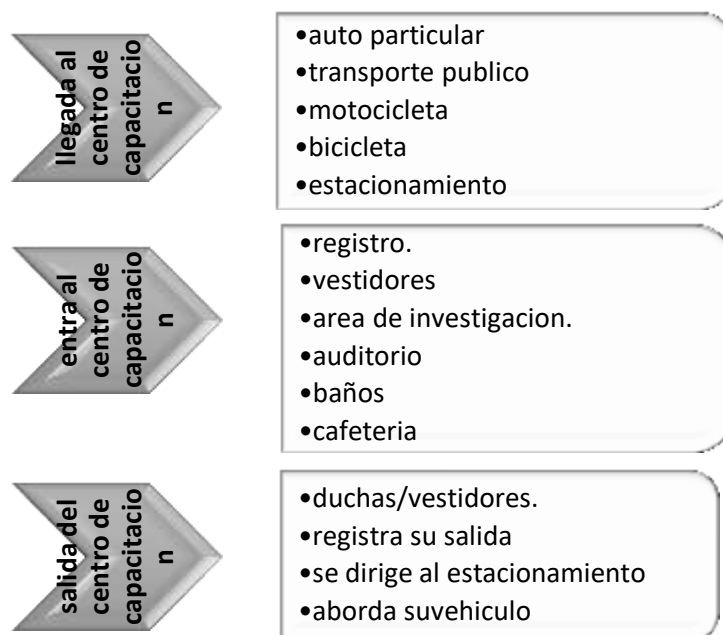 llegada al
centro de
capacitacio
n
•auto particular
•transporte publico
•motocicleta
•bicicleta
•estacionamiento
entra al
centro de
capacitacio
n
•registro.
•vestidores
•area de investigacion.
•auditorio
•baños
•cafeteria
salida del
centro de
capacitacio
n
•duchas/vestidores.
•registra su salida
•se dirige al estacionamiento
•aborda suvehiculo